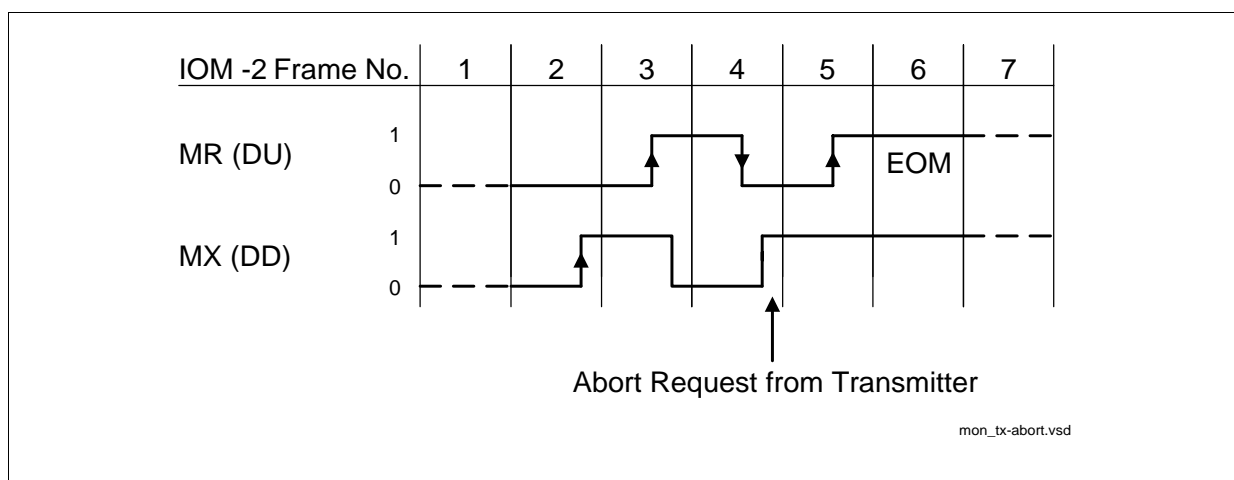 IOM -2 Frame No. 1 2 3 4 5 6 7
1
MR (DU)
0
EOM
1
MX (DD)
0
Abort Request from Transmitter
mon_tx-abort.vsd